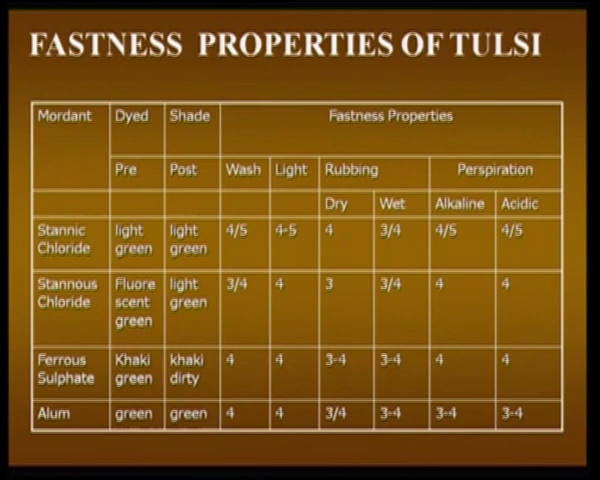 FASTNESS PROPERTIES OF TULSI
Mordant Dyed Shade Fastness Properties
Pre Post Wash Light Rubbing Perspiration
Dry Wet Alkaline Acidic
Stannic Chloride light green light green 4/5 4-5 4 3/4 4/5 4/5
Stannous Chloride Fluore scent green light green 3/4 4 3 3/4 4 4
Ferrous Sulphate Khaki green khaki dirty 4 4 3-4 3-4 4 4
Alum green green 4 4 3/4 3-4 3-4 3-4